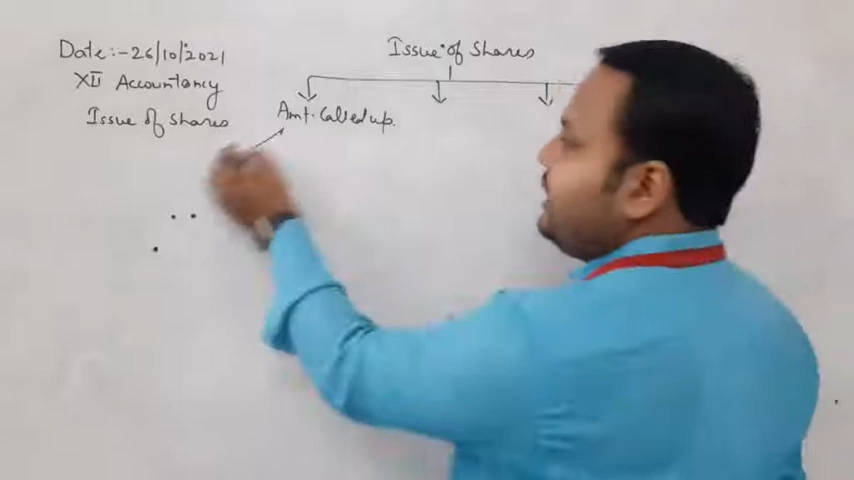 Date:-26/10/2021
XII Accountancy
Issue of Shares
Issue of Shares
Amt. Called up.